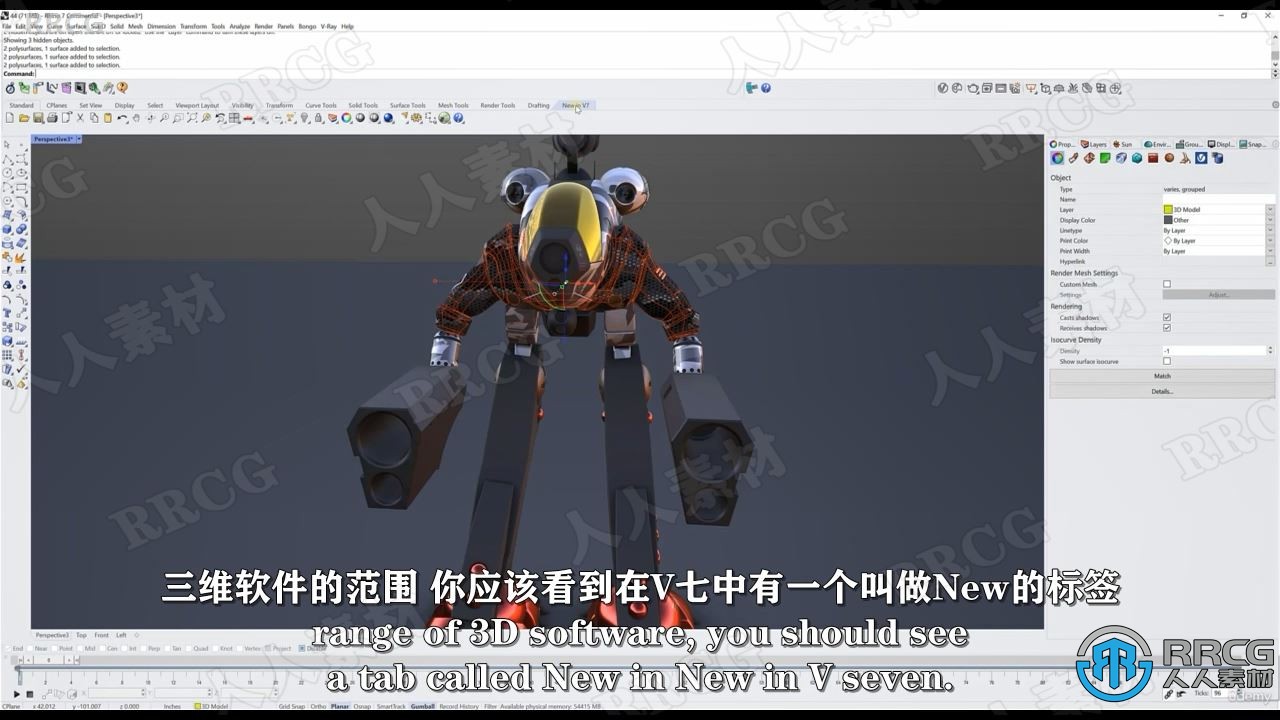 44 (71 MB) - Rhino 7 Commercial - [Perspective3*]
File Edit View Curve Surface SubD Solid Mesh Dimension Transform Tools Analyze Render Panels Bongo V-Ray Help
Showing 3 hidden objects.
2 polysurfaces, 1 surface added to selection.
2 polysurfaces, 1 surface added to selection.
2 polysurfaces, 1 surface added to selection.
Command:
Standard CPlanes Set View Display Select Viewport Layout Visibility Transform Curve Tools Solid Tools Surface Tools Mesh Tools Render Tools Drafting New in V7
Perspective3*
Prop... Layers Sun Envir... Grou... Displ... Snap...
Object
Type varies, grouped
Name
Layer 3D Model
Display Color Other
Linetype By Layer
Print Color By Layer
Print Width By Layer
Hyperlink
Render Mesh Settings
Custom Mesh
Settings Adjust...
Rendering
Casts shadows
Receives shadows
Isocurve Density
Density -1
Show surface isocurve
Match
Details...
三维软件的范围 你应该看到在V七中有一个叫做New的标签
range of 3D software, you should see
a tab called New in New in V seven.
Perspective3 Top Front Left
End Near Point Mid Cen Int Perp Tan Quad Knot Vertex Project
RRCG
人人素材
ûdemy
Ticks: 96
CPlane x 42.012 y -101.007 z 0.000 Inches 3D Model Grid Snap Ortho Planar Osnap SmartTrack Gumball Record History Filter Available physical memory: 54415 MB